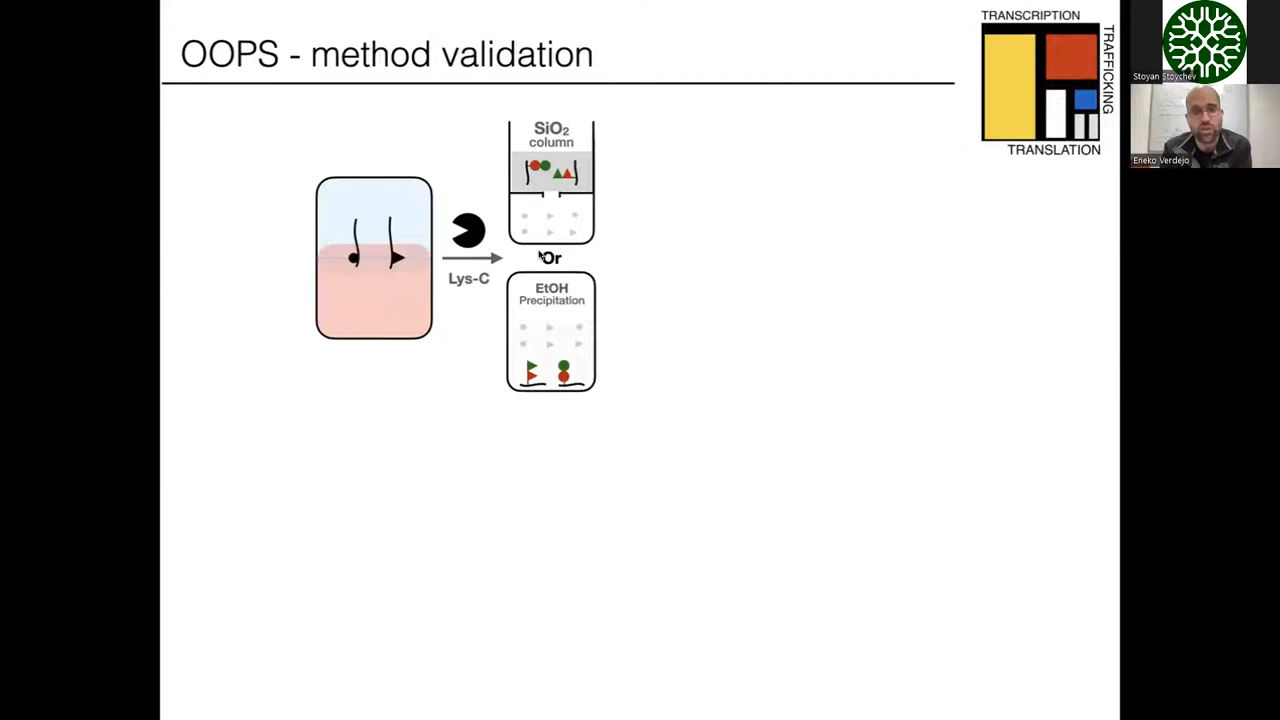 OOPS - method validation
TRANSCRIPTION
TRAFFICKING
TRANSLATION
Stoyan Stoychev
Eneko Verdejo
SiO₂
column
Lys-C
Or
EtOH
Precipitation